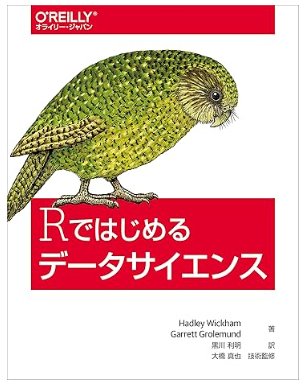 O'REILLY®
オライリー・ジャパン
Rではじめる
データサイエンス
Hadley Wickham 著
Garrett Grolemund
黒川 利明 訳
大橋 真也 技術監修